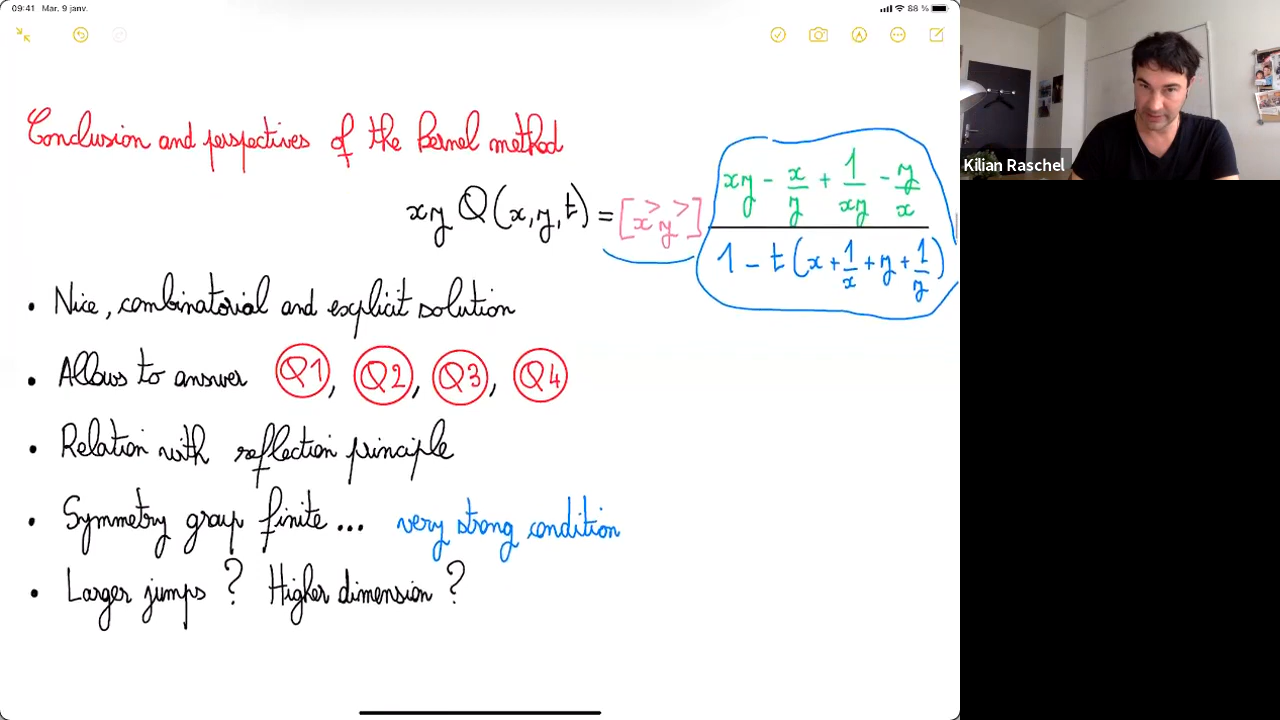 09:41 Mar. 9 janv.
88 %
Conclusion and perspectives of the Kernel method
xy Q(x,y,t) = [x^> y^>] (xy - x/y + 1/(xy) - y/x) / (1 - t(x + 1/x + y + 1/y))
Kilian Raschel
• Nice, combinatorial and explicit solution
• Allows to answer Q1, Q2, Q3, Q4
• Relation with reflection principle
• Symmetry group finite... very strong condition
• Larger jumps ? Higher dimension ?